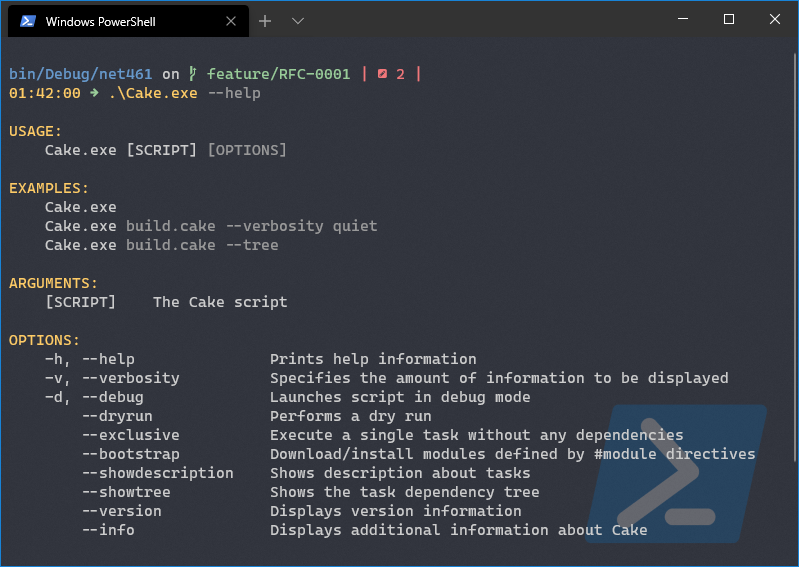 Windows PowerShell
bin/Debug/net461 on feature/RFC-0001 | 2 |
01:42:00 ➜ .\Cake.exe --help
USAGE:
Cake.exe [SCRIPT] [OPTIONS]
EXAMPLES:
Cake.exe
Cake.exe build.cake --verbosity quiet
Cake.exe build.cake --tree
ARGUMENTS:
[SCRIPT] The Cake script
OPTIONS:
-h, --help Prints help information
-v, --verbosity Specifies the amount of information to be displayed
-d, --debug Launches script in debug mode
--dryrun Performs a dry run
--exclusive Execute a single task without any dependencies
--bootstrap Download/install modules defined by #module directives
--showdescription Shows description about tasks
--showtree Shows the task dependency tree
--version Displays version information
--info Displays additional information about Cake